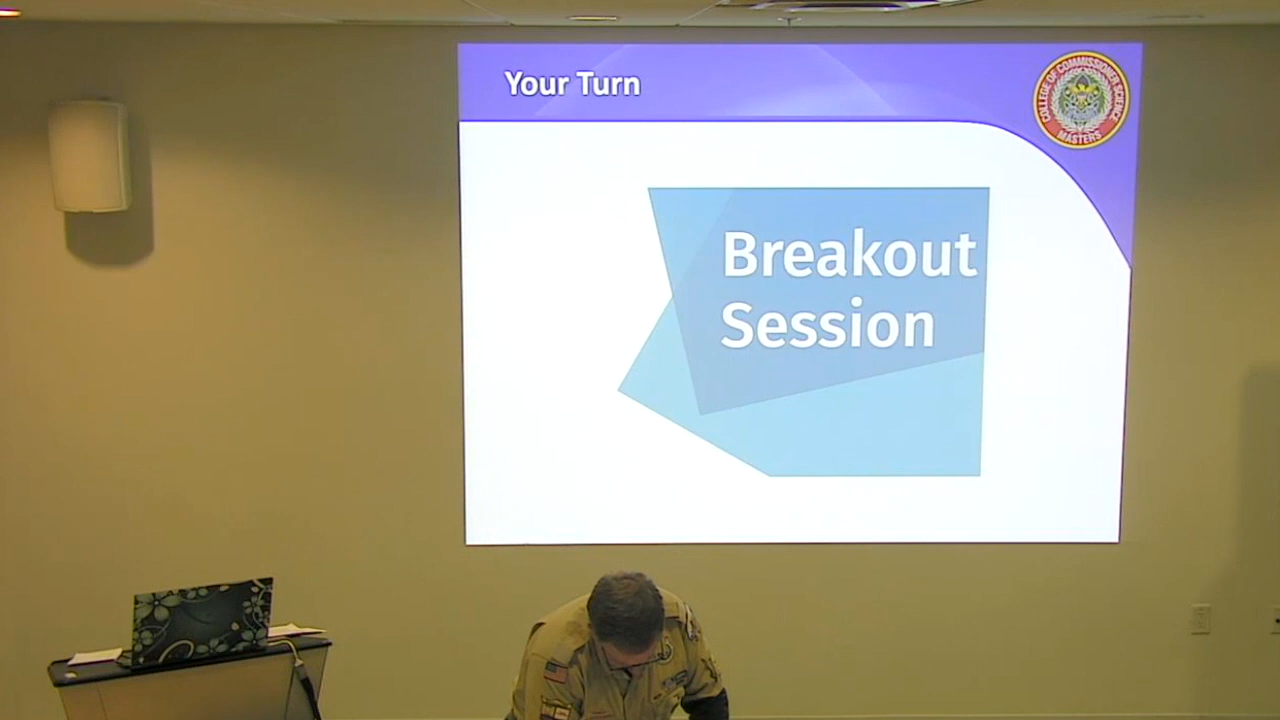 Your Turn
COLLEGE OF COMMISSIONER SCIENCE
MASTERS
Breakout
Session